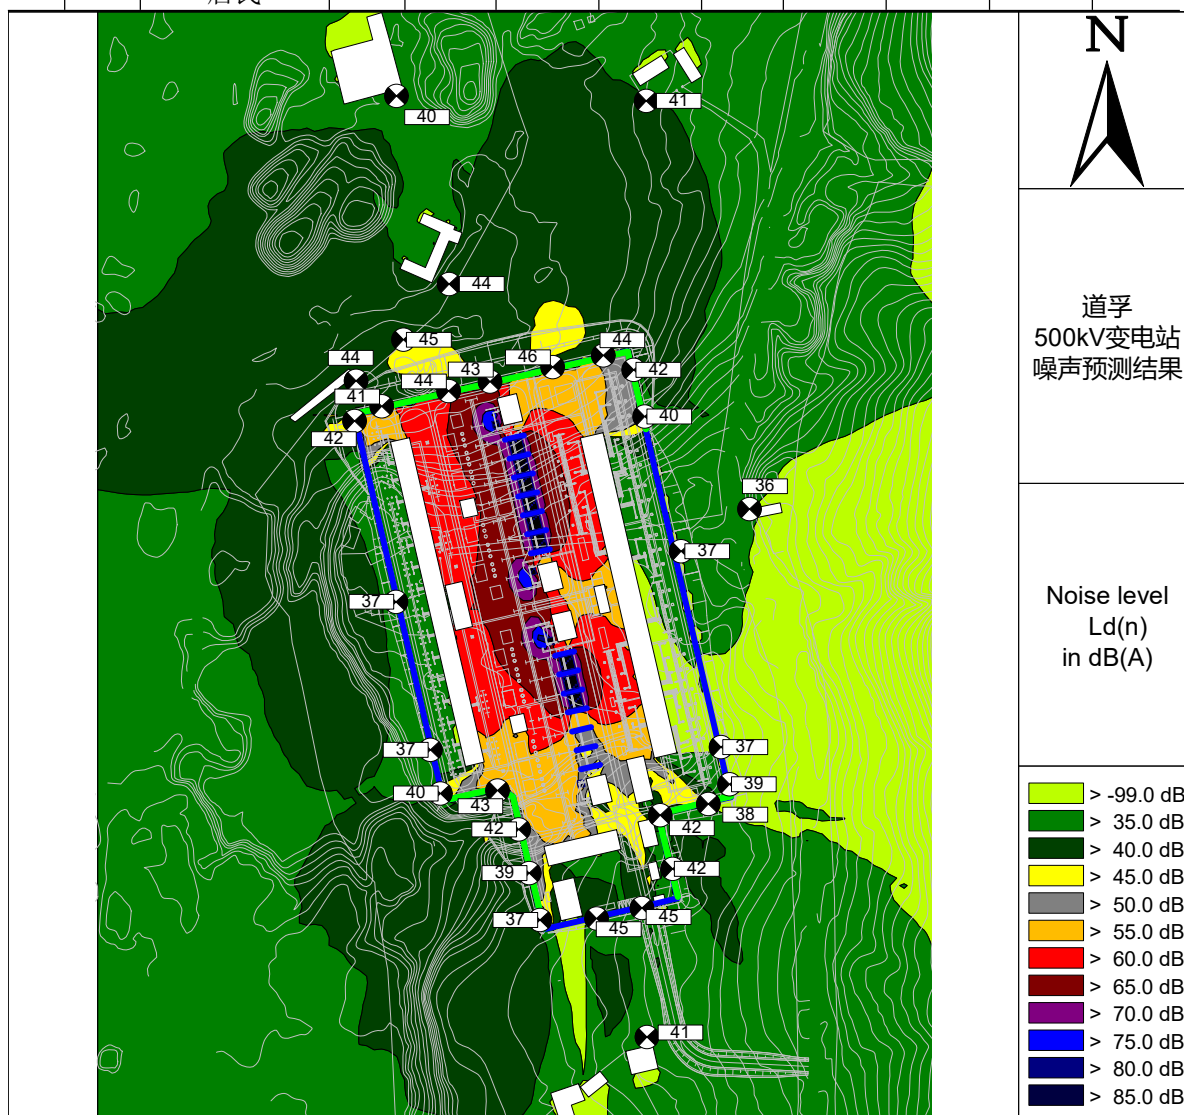 N
道孚
500kV变电站
噪声预测结果
Noise level
Ld(n)
in dB(A)
> -99.0 dB
> 35.0 dB
> 40.0 dB
> 45.0 dB
> 50.0 dB
> 55.0 dB
> 60.0 dB
> 65.0 dB
> 70.0 dB
> 75.0 dB
> 80.0 dB
> 85.0 dB
40
41
44
45
44
46
44
43
42
44
41
40
42
36
37
37
37
37
40
39
43
38
42
42
39
42
37
45
45
41